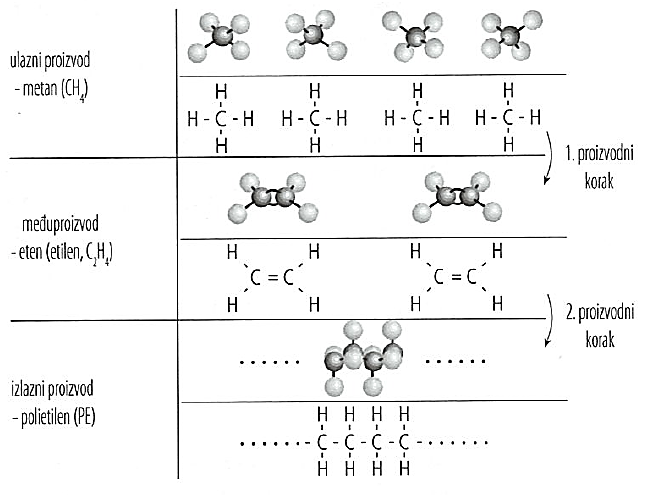 ulazni proizvod
- metan (CH₄)
H H H H
H - C - H H - C - H H - C - H H - C - H
H H H H
1. proizvodni
korak
međuproizvod
- eten (etilen, C₂H₄)
H H H H
C = C C = C
H H H H
2. proizvodni
korak
izlazni proizvod
- polietilen (PE)
H H H H
······ - C - C - C - C - ······
H H H H